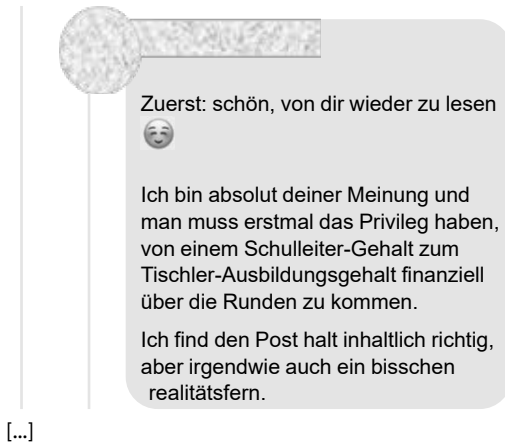 Zuerst: schön, von dir wieder zu lesen
☺️
Ich bin absolut deiner Meinung und
man muss erstmal das Privileg haben,
von einem Schulleiter-Gehalt zum
Tischler-Ausbildungsgehalt finanziell
über die Runden zu kommen.
Ich find den Post halt inhaltlich richtig,
aber irgendwie auch ein bisschen
realitätsfern.
[...]